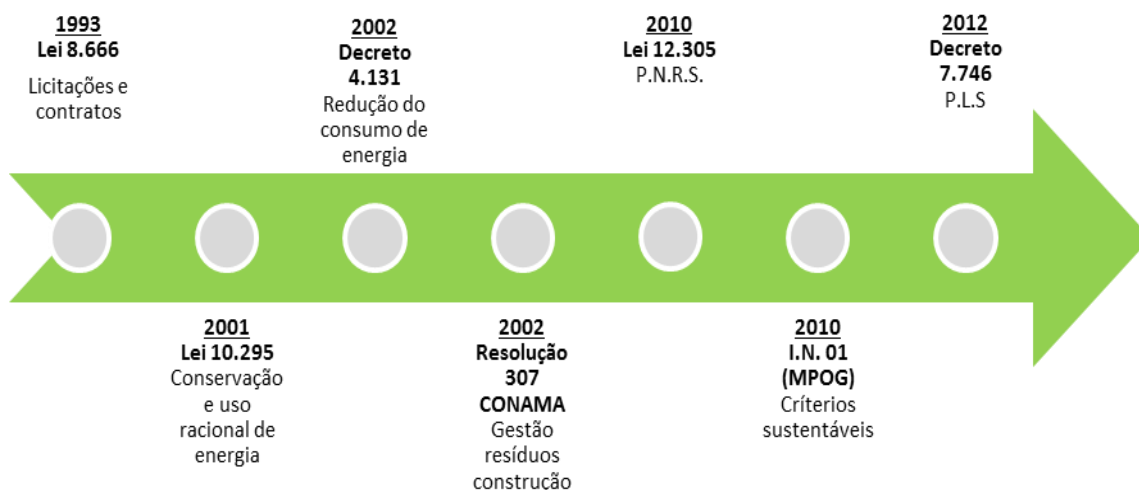 1993
Lei 8.666
Licitações e
contratos
2001
Lei 10.295
Conservação
e uso
racional de
energia
2002
Decreto
4.131
Redução do
consumo de
energia
2002
Resolução
307
CONAMA
Gestão
resíduos
construção
2010
Lei 12.305
P.N.R.S.
2010
I.N. 01
(MPOG)
Críterios
sustentáveis
2012
Decreto
7.746
P.L.S